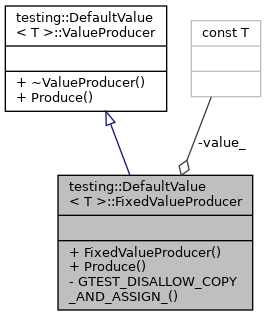 testing::DefaultValue
< T >::ValueProducer
+ ~ValueProducer()
+ Produce()
const T
-value_
testing::DefaultValue
< T >::FixedValueProducer
+ FixedValueProducer()
+ Produce()
- GTEST_DISALLOW_COPY
_AND_ASSIGN_()